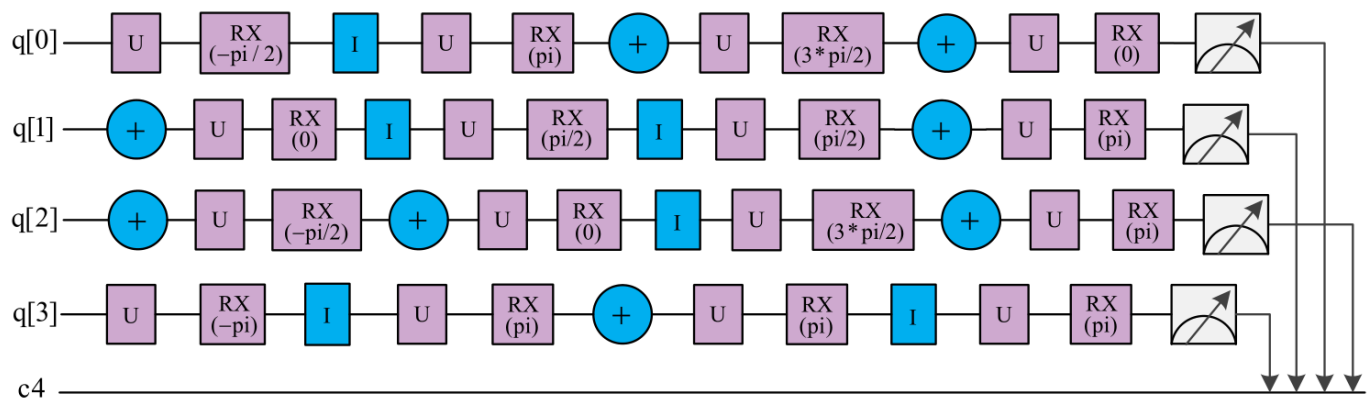 q[0] U RX (−pi / 2) I U RX (pi) + U RX (3*pi/2) + U RX (0)
q[1] + U RX (0) I U RX (pi/2) I U RX (pi/2) + U RX (pi)
q[2] + U RX (−pi/2) + U RX (0) I U RX (3*pi/2) + U RX (pi)
q[3] U RX (−pi) I U RX (pi) + U RX (pi) I U RX (pi)
c4